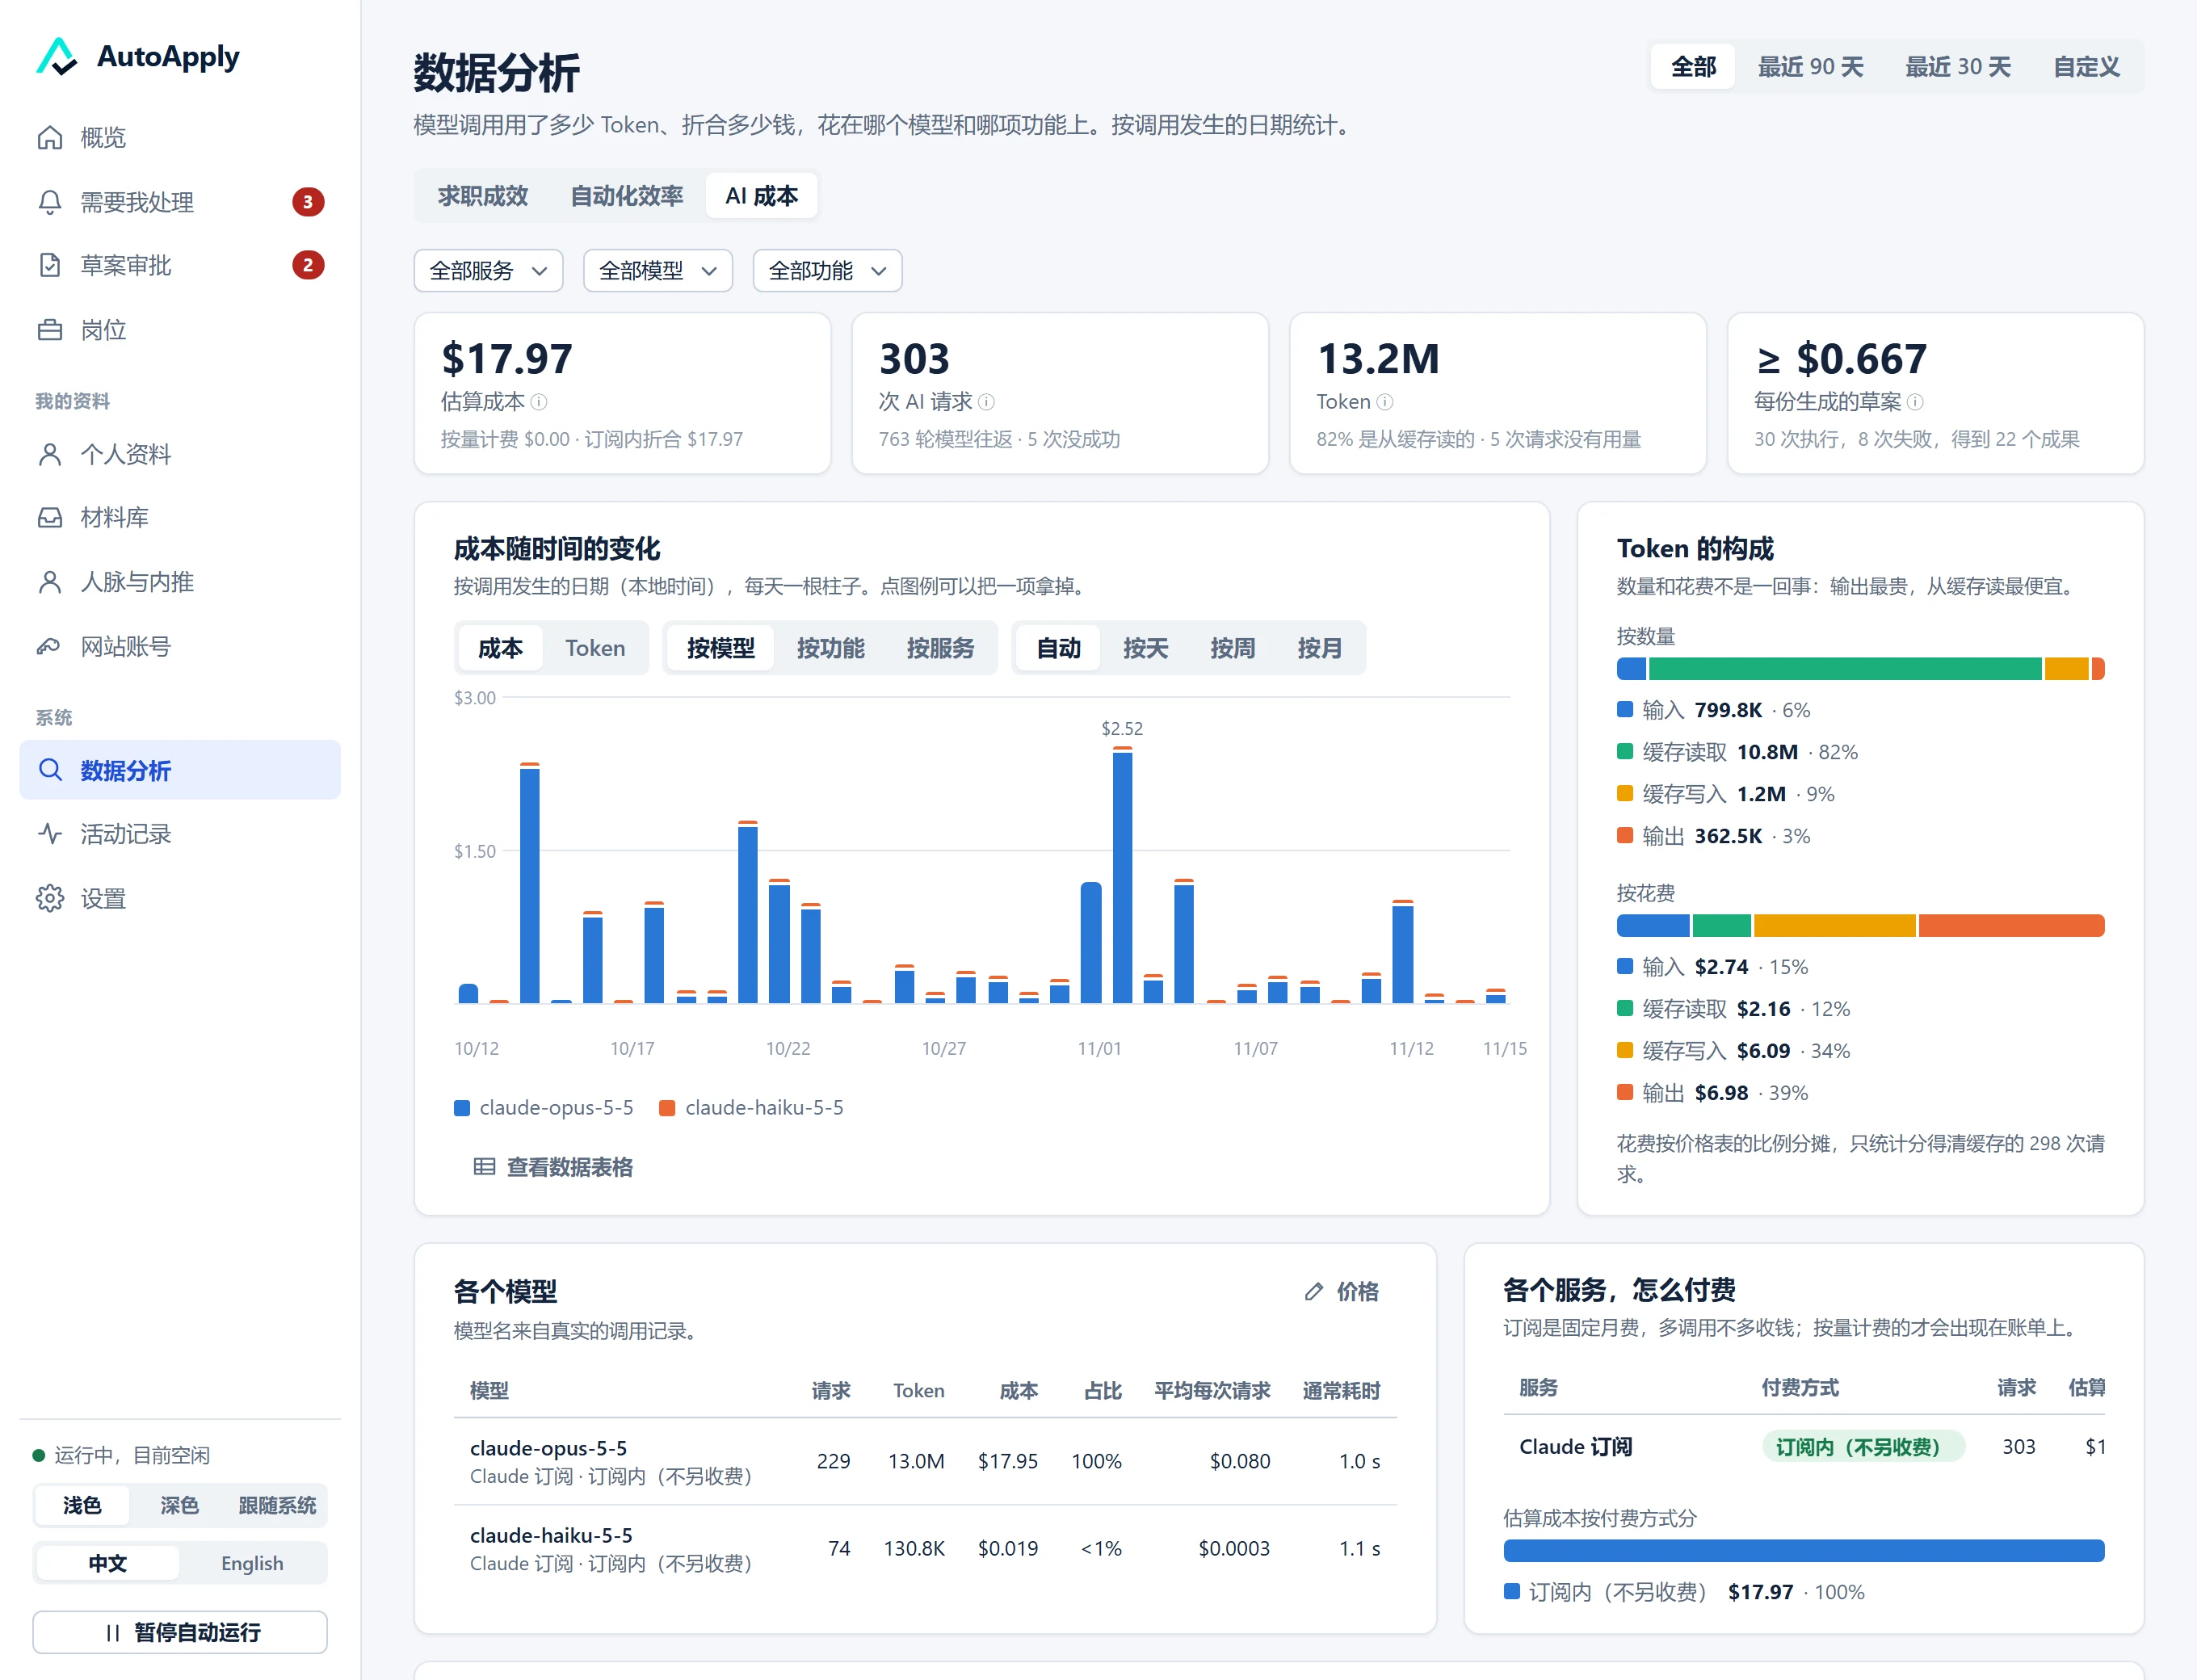 AutoApply
概览
需要我处理
3
草案审批
2
岗位
我的资料
个人资料
材料库
人脉与内推
网站账号
系统
数据分析
活动记录
设置
运行中，目前空闲
浅色 深色 跟随系统
中文 English
暂停自动运行
数据分析
模型调用用了多少 Token、折合多少钱，花在哪个模型和哪项功能上。按调用发生的日期统计。
全部 最近 90 天 最近 30 天 自定义
求职成效 自动化效率 AI 成本
全部服务 全部模型 全部功能
$17.97
估算成本
按量计费 $0.00 · 订阅内折合 $17.97
303
次 AI 请求
763 轮模型往返 · 5 次没成功
13.2M
Token
82% 是从缓存读的 · 5 次请求没有用量
≥ $0.667
每份生成的草案
30 次执行，8 次失败，得到 22 个成果
成本随时间的变化
按调用发生的日期（本地时间），每天一根柱子。点图例可以把一项拿掉。
成本 Token 按模型 按功能 按服务 自动 按天 按周 按月
$3.00
$2.52
$1.50
10/12 10/17 10/22 10/27 11/01 11/07 11/12 11/15
claude-opus-5-5 claude-haiku-5-5
查看数据表格
Token 的构成
数量和花费不是一回事：输出最贵，从缓存读最便宜。
按数量
输入 799.8K · 6%
缓存读取 10.8M · 82%
缓存写入 1.2M · 9%
输出 362.5K · 3%
按花费
输入 $2.74 · 15%
缓存读取 $2.16 · 12%
缓存写入 $6.09 · 34%
输出 $6.98 · 39%
花费按价格表的比例分摊，只统计分得清缓存的 298 次请
求。
各个模型
价格
模型名来自真实的调用记录。
模型 请求 Token 成本 占比 平均每次请求 通常耗时
claude-opus-5-5
Claude 订阅 · 订阅内（不另收费）
229 13.0M $17.95 100% $0.080 1.0 s
claude-haiku-5-5
Claude 订阅 · 订阅内（不另收费）
74 130.8K $0.019 <1% $0.0003 1.1 s
各个服务，怎么付费
订阅是固定月费，多调用不多收钱；按量计费的才会出现在账单上。
服务 付费方式 请求 估算
Claude 订阅 订阅内（不另收费） 303 $1
估算成本按付费方式分
订阅内（不另收费） $17.97 · 100%